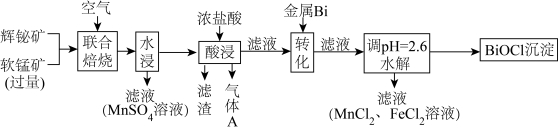 空气
浓盐酸
金属Bi
辉铋矿
软锰矿
(过量)
联合
焙烧
水
浸
酸浸
滤液
转
化
滤液
调pH=2.6
水解
BiOCl沉淀
滤液
(MnSO₄溶液)
滤
渣
气
体
A
滤液
(MnCl₂、FeCl₂溶液)